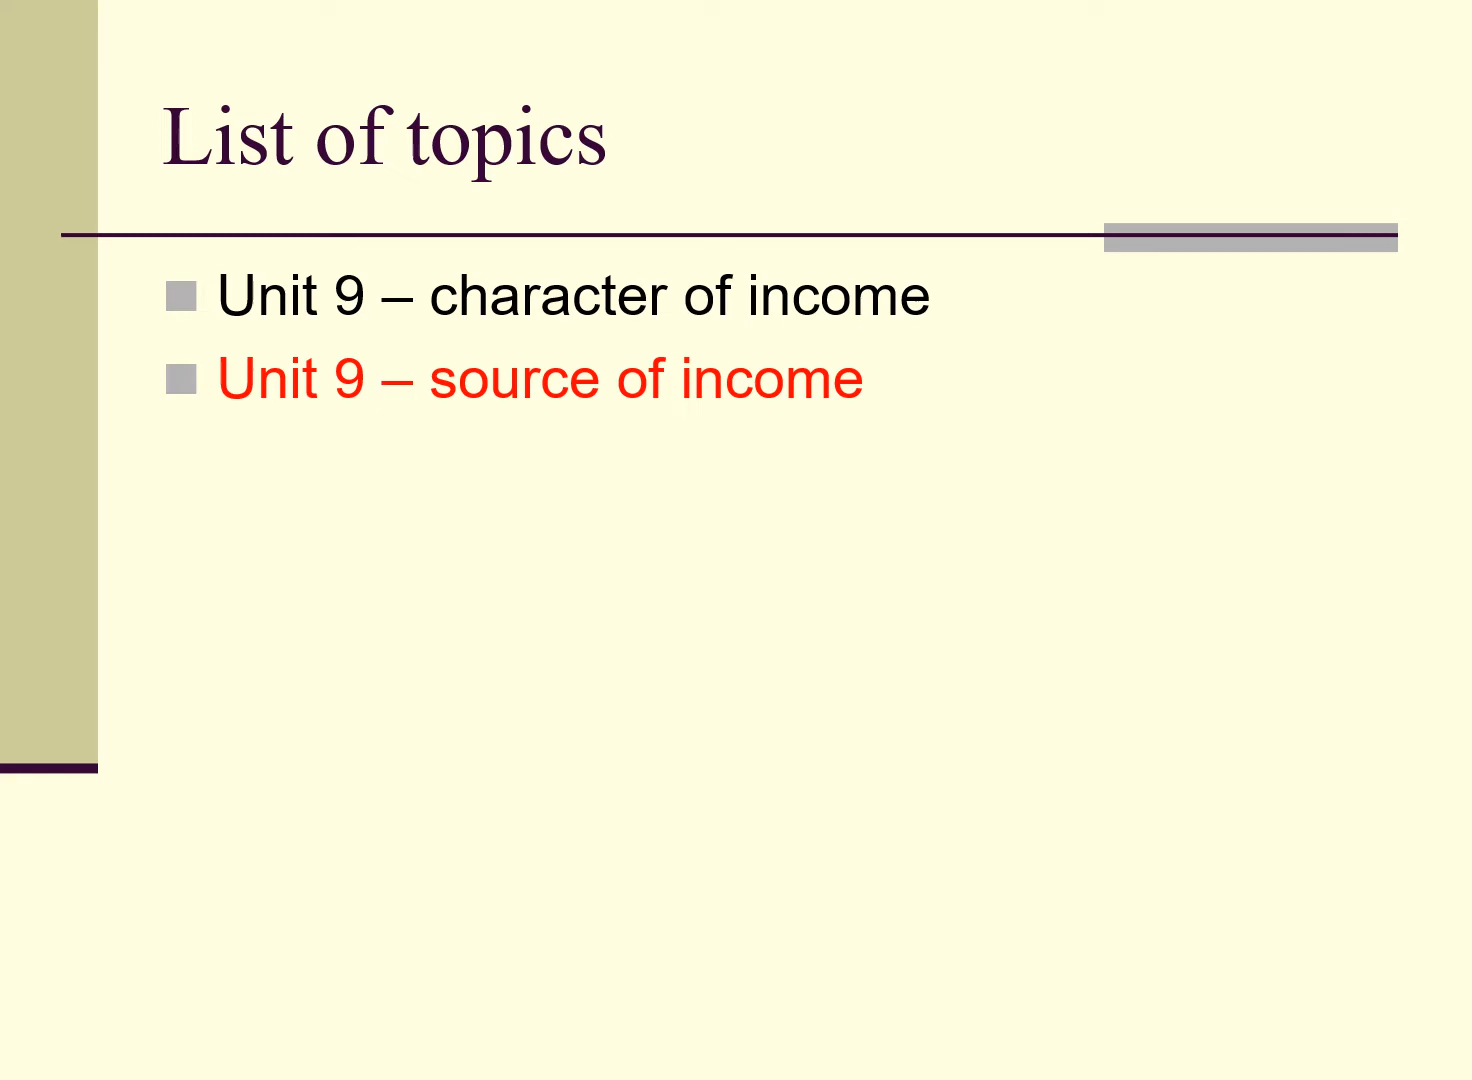 List of topics
Unit 9 – character of income
Unit 9 – source of income